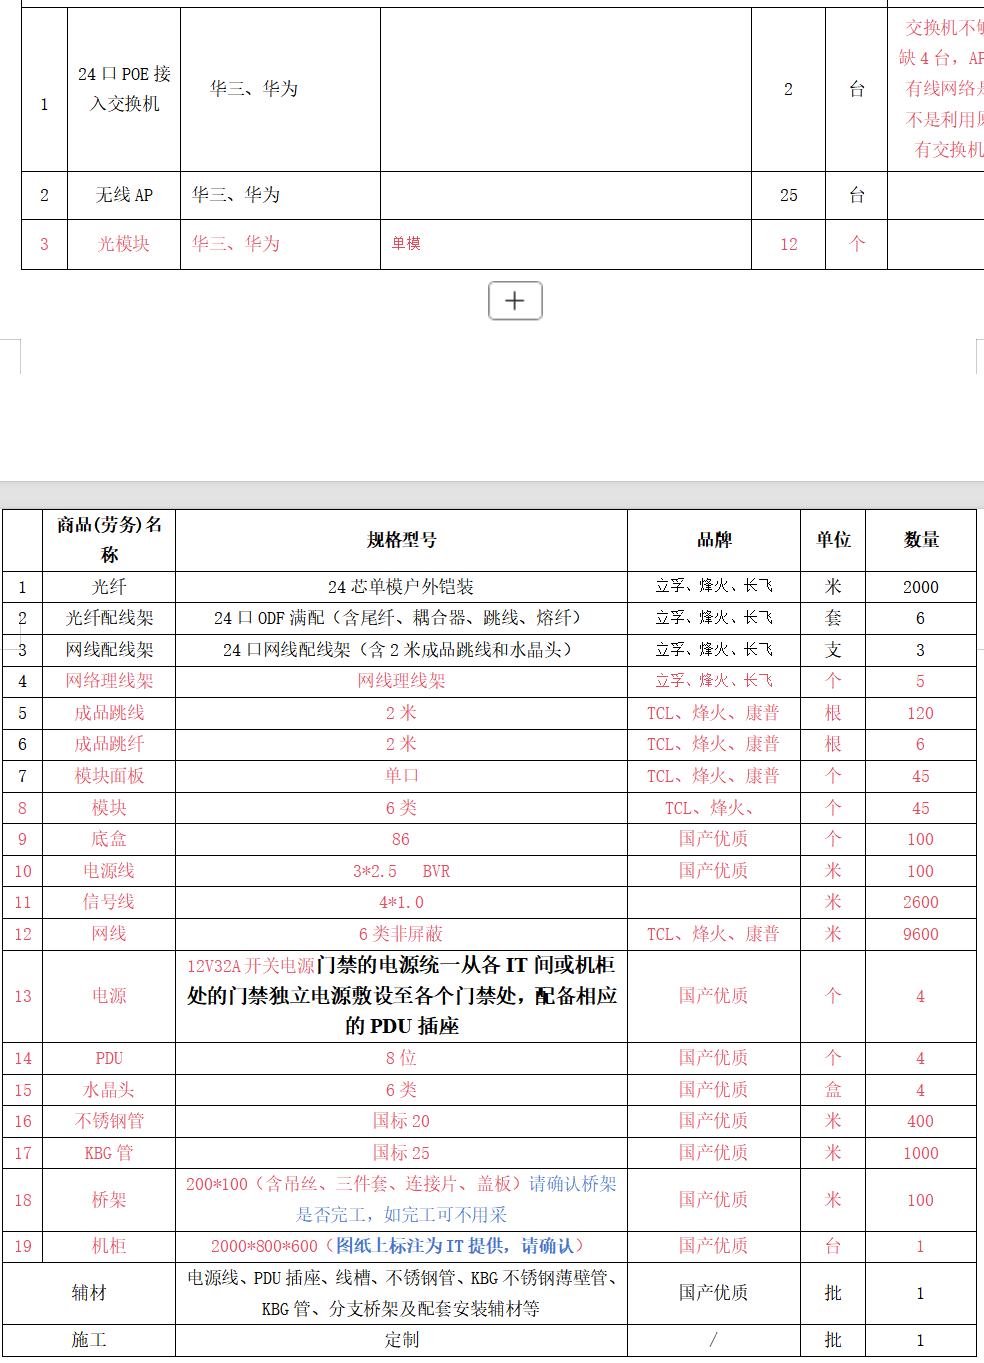 交换机不
缺 4 台，AP
24 口 POE 接
入交换机
华三、华为
2
台
有线网络
1
不是利用
有交换机
2 无线 AP 华三、华为 25 台
3 光模块 华三、华为 单模 12 个
商品(劳务)名
称
规格型号 品牌 单位 数量
1 光纤 24 芯单模户外铠装 立孚、烽火、长飞 米 2000
2 光纤配线架 24 口 ODF 满配（含尾纤、耦合器、跳线、熔纤） 立孚、烽火、长飞 套 6
3 网线配线架 24 口网线配线架（含 2 米成品跳线和水晶头） 立孚、烽火、长飞 支 3
4 网络理线架 网线理线架 立孚、烽火、长飞 个 5
5 成品跳线 2 米 TCL、烽火、康普 根 120
6 成品跳纤 2 米 TCL、烽火、康普 根 6
7 模块面板 单口 TCL、烽火、康普 个 45
8 模块 6 类 TCL、烽火、 个 45
9 底盒 86 国产优质 个 100
10 电源线 3*2.5 BVR 国产优质 米 100
11 信号线 4*1.0 米 2600
12 网线 6 类非屏蔽 TCL、烽火、康普 米 9600
12V32A 开关电源门禁的电源统一从各 IT 间或机柜
13 电源 处的门禁独立电源敷设至各个门禁处，配备相应 国产优质 个 4
的 PDU 插座
14 PDU 8 位 国产优质 个 4
15 水晶头 6 类 国产优质 盒 4
16 不锈钢管 国标 20 国产优质 米 400
17 KBG 管 国标 25 国产优质 米 1000
200*100（含吊丝、三件套、连接片、盖板）请确认桥架
18 桥架 是否完工，如完工可不用采 国产优质 米 100
19 机柜 2000*800*600（图纸上标注为 IT 提供，请确认） 国产优质 台 1
电源线、PDU 插座、线槽、不锈钢管、KBG 不锈钢薄壁管、
辅材 KBG 管、分支桥架及配套安装辅材等 国产优质 批 1
施工 定制 / 批 1